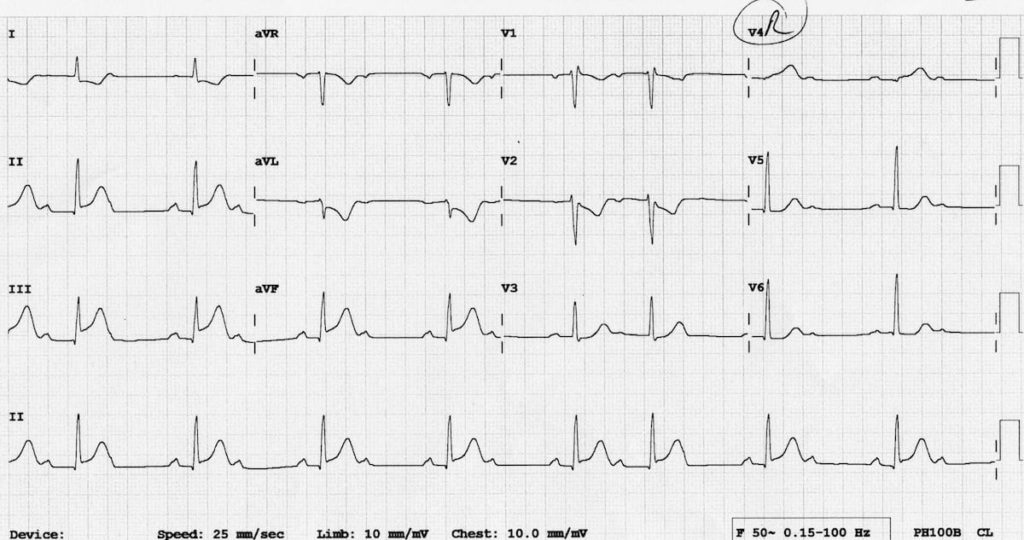 I aVR V1 V4R
II aVL V2 V5
III aVF V3 V6
II
Device: Speed: 25 mm/sec Limb: 10 mm/mV Chest: 10.0 mm/mV F 50~ 0.15-100 Hz PH100B CL